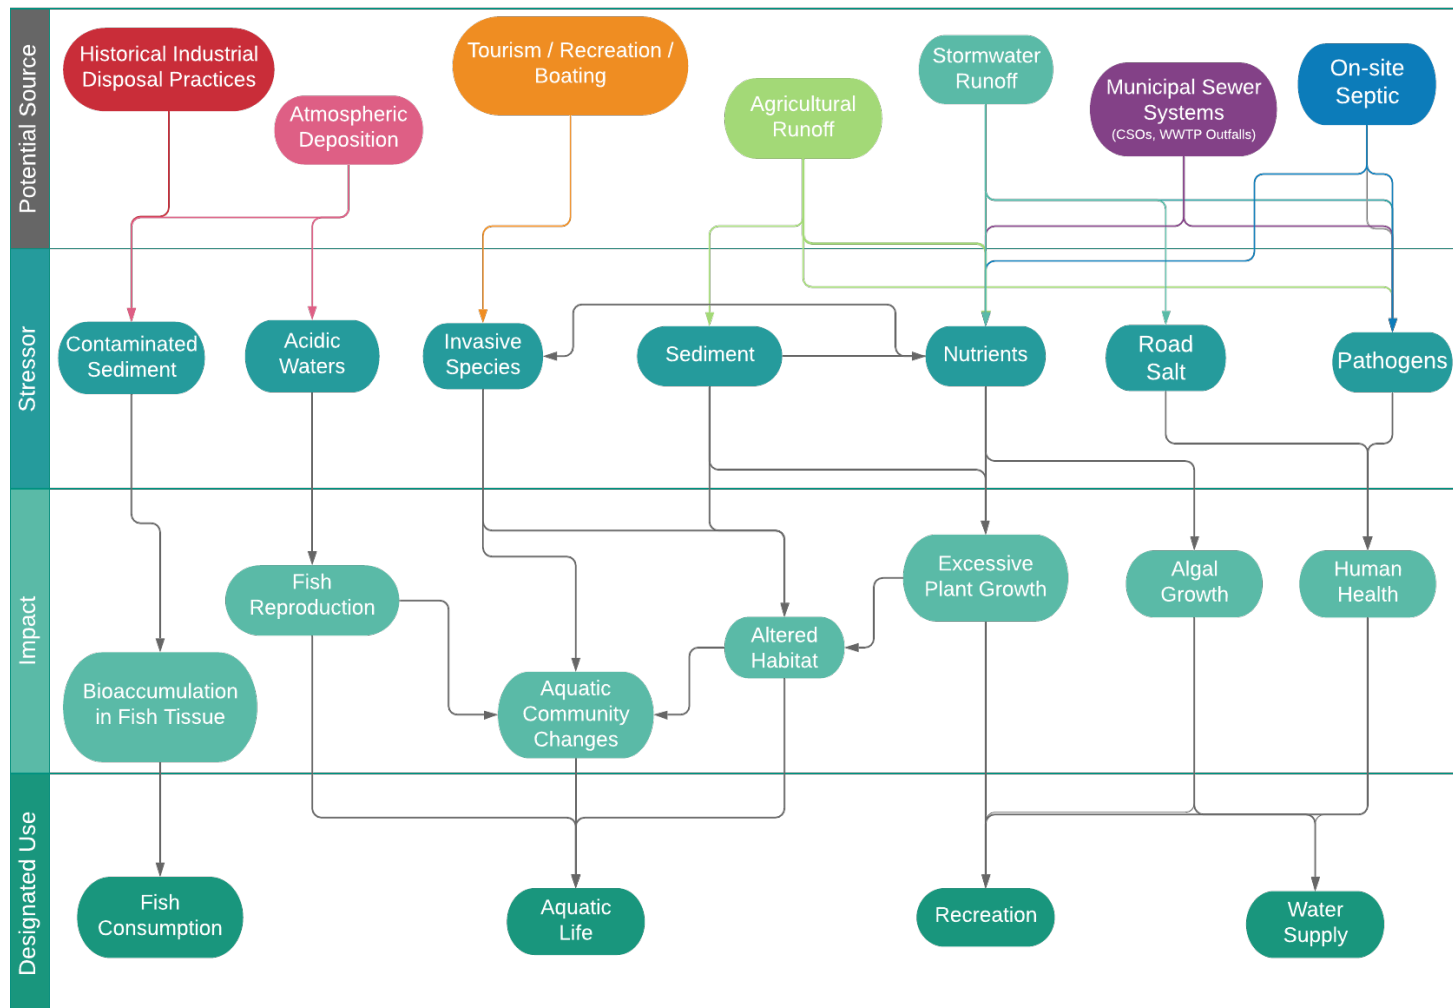 Potential Source
Historical Industrial
Disposal Practices
Atmospheric
Deposition
Tourism / Recreation /
Boating
Agricultural
Runoff
Stormwater
Runoff
Municipal Sewer
Systems
(CSOs, WWTP Outfalls)
On-site
Septic
Stressor
Contaminated
Sediment
Acidic
Waters
Invasive
Species
Sediment
Nutrients
Road
Salt
Pathogens
Impact
Bioaccumulation
in Fish Tissue
Fish
Reproduction
Aquatic
Community
Changes
Altered
Habitat
Excessive
Plant Growth
Algal
Growth
Human
Health
Designated Use
Fish
Consumption
Aquatic
Life
Recreation
Water
Supply